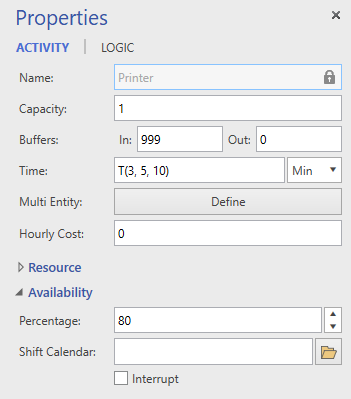 Properties
ACTIVITY | LOGIC
Name: Printer
Capacity: 1
Buffers: In: 999 Out: 0
Time: T(3, 5, 10) Min
Multi Entity: Define
Hourly Cost: 0
Resource
Availability
Percentage: 80
Shift Calendar:
Interrupt